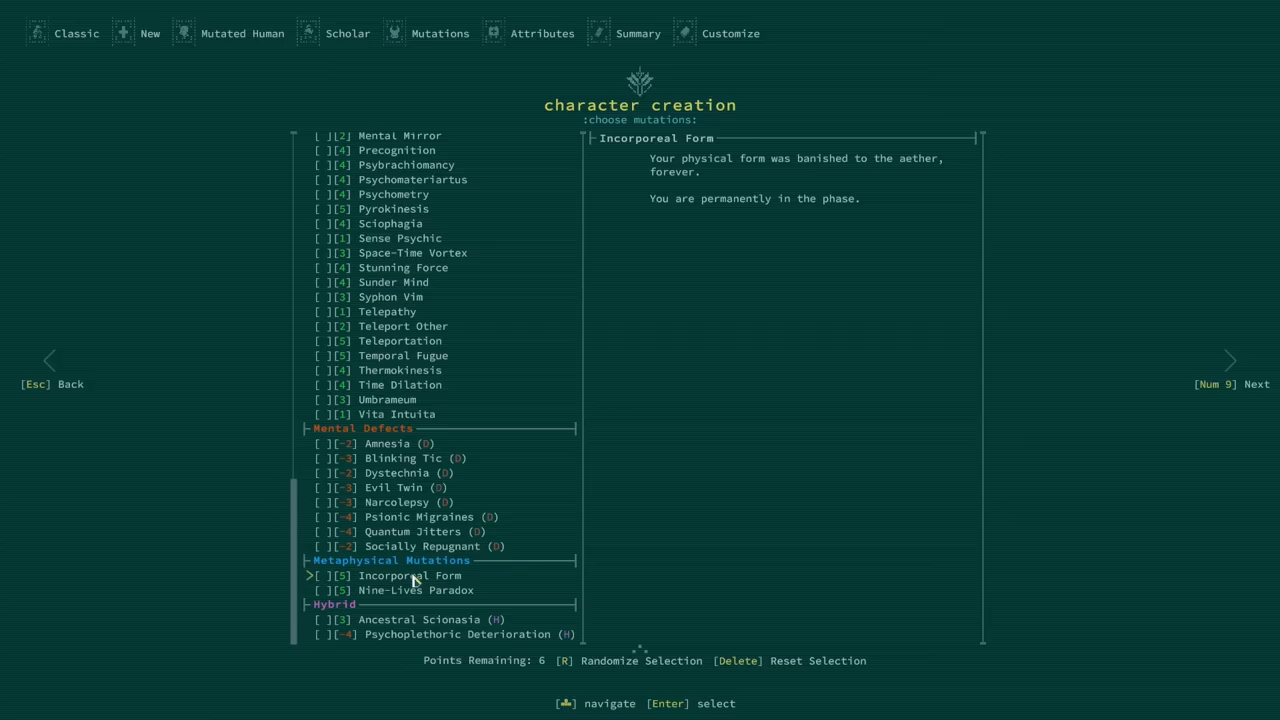 Classic New Mutated Human Scholar Mutations Attributes Summary Customize
character creation
:choose mutations:
[ ][2] Mental Mirror
[ ][4] Precognition
[ ][4] Psybrachiomancy
[ ][4] Psychomateriartus
[ ][4] Psychometry
[ ][5] Pyrokinesis
[ ][4] Sciophagia
[ ][1] Sense Psychic
[ ][3] Space-Time Vortex
[ ][4] Stunning Force
[ ][4] Sunder Mind
[ ][3] Syphon Vim
[ ][1] Telepathy
[ ][2] Teleport Other
[ ][5] Teleportation
[ ][5] Temporal Fugue
[ ][4] Thermokinesis
[ ][4] Time Dilation
[ ][3] Umbrameum
[ ][1] Vita Intuita
Mental Defects
[ ][-2] Amnesia (D)
[ ][-3] Blinking Tic (D)
[ ][-2] Dystechnia (D)
[ ][-3] Evil Twin (D)
[ ][-3] Narcolepsy (D)
[ ][-4] Psionic Migraines (D)
[ ][-4] Quantum Jitters (D)
[ ][-2] Socially Repugnant (D)
Metaphysical Mutations
>[ ][5] Incorporeal Form
[ ][5] Nine-Lives Paradox
Hybrid
[ ][3] Ancestral Scionasia (H)
[ ][-4] Psychoplethoric Deterioration (H)
Incorporeal Form
Your physical form was banished to the aether,
forever.
You are permanently in the phase.
[Esc] Back
[Num 9] Next
Points Remaining: 6 [R] Randomize Selection [Delete] Reset Selection
navigate [Enter] select